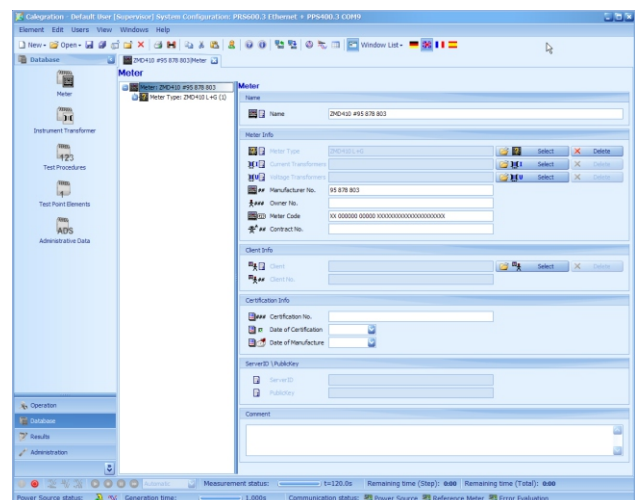 Calegration - Default User [Supervisor] System Configuration: PRS600.3 Ethernet + PPS400.3 COM9
Element Edit Users View Windows Help
New Open Window List
Database
ZMD410 #95 878 803|Meter
Meter
Instrument Transformer
Test Procedures
Test Point Elements
ADS
Administrative Data
Operation
Database
Results
Administration
Meter
Meter: ZMD410 #95 878 803
Meter Type: ZMD410 L+G (1)
Meter
Name
Name ZMD410 #95 878 803
Meter Info
Meter Type ZMD410 L+G Select Delete
Current Transformers Select Delete
Voltage Transformers Select Delete
Manufacturer No. 95 878 803
Owner No.
Meter Code XX 000000 00000 XXXXXXXXXXXXXXXXXXXXX
Contract No.
Client Info
Client Select Delete
Client No.
Certification Info
Certification No.
Date of Certification
Date of Manufacture
ServerID \ PublicKey
ServerID
PublicKey
Comment
Automatic Measurement status: t=120.0s Remaining time (Step): 0:00 Remaining time (Total): 0:00
Power Source status: Generation time: 1.000s Communication status: Power Source Reference Meter Error Evaluation